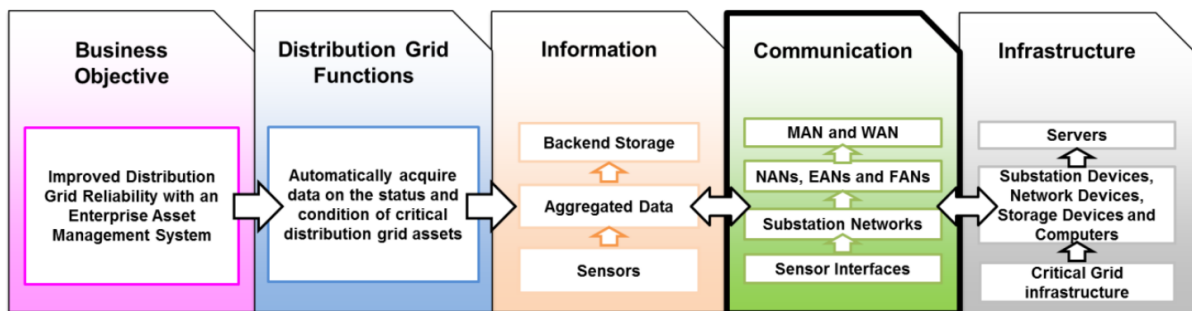 Business
Objective
Improved Distribution
Grid Reliability with an
Enterprise Asset
Management System
Distribution Grid
Functions
Automatically acquire
data on the status and
condition of critical
distribution grid assets
Information
Backend Storage
Aggregated Data
Sensors
Communication
MAN and WAN
NANs, EANs and FANs
Substation Networks
Sensor Interfaces
Infrastructure
Servers
Substation Devices,
Network Devices,
Storage Devices and
Computers
Critical Grid
infrastructure